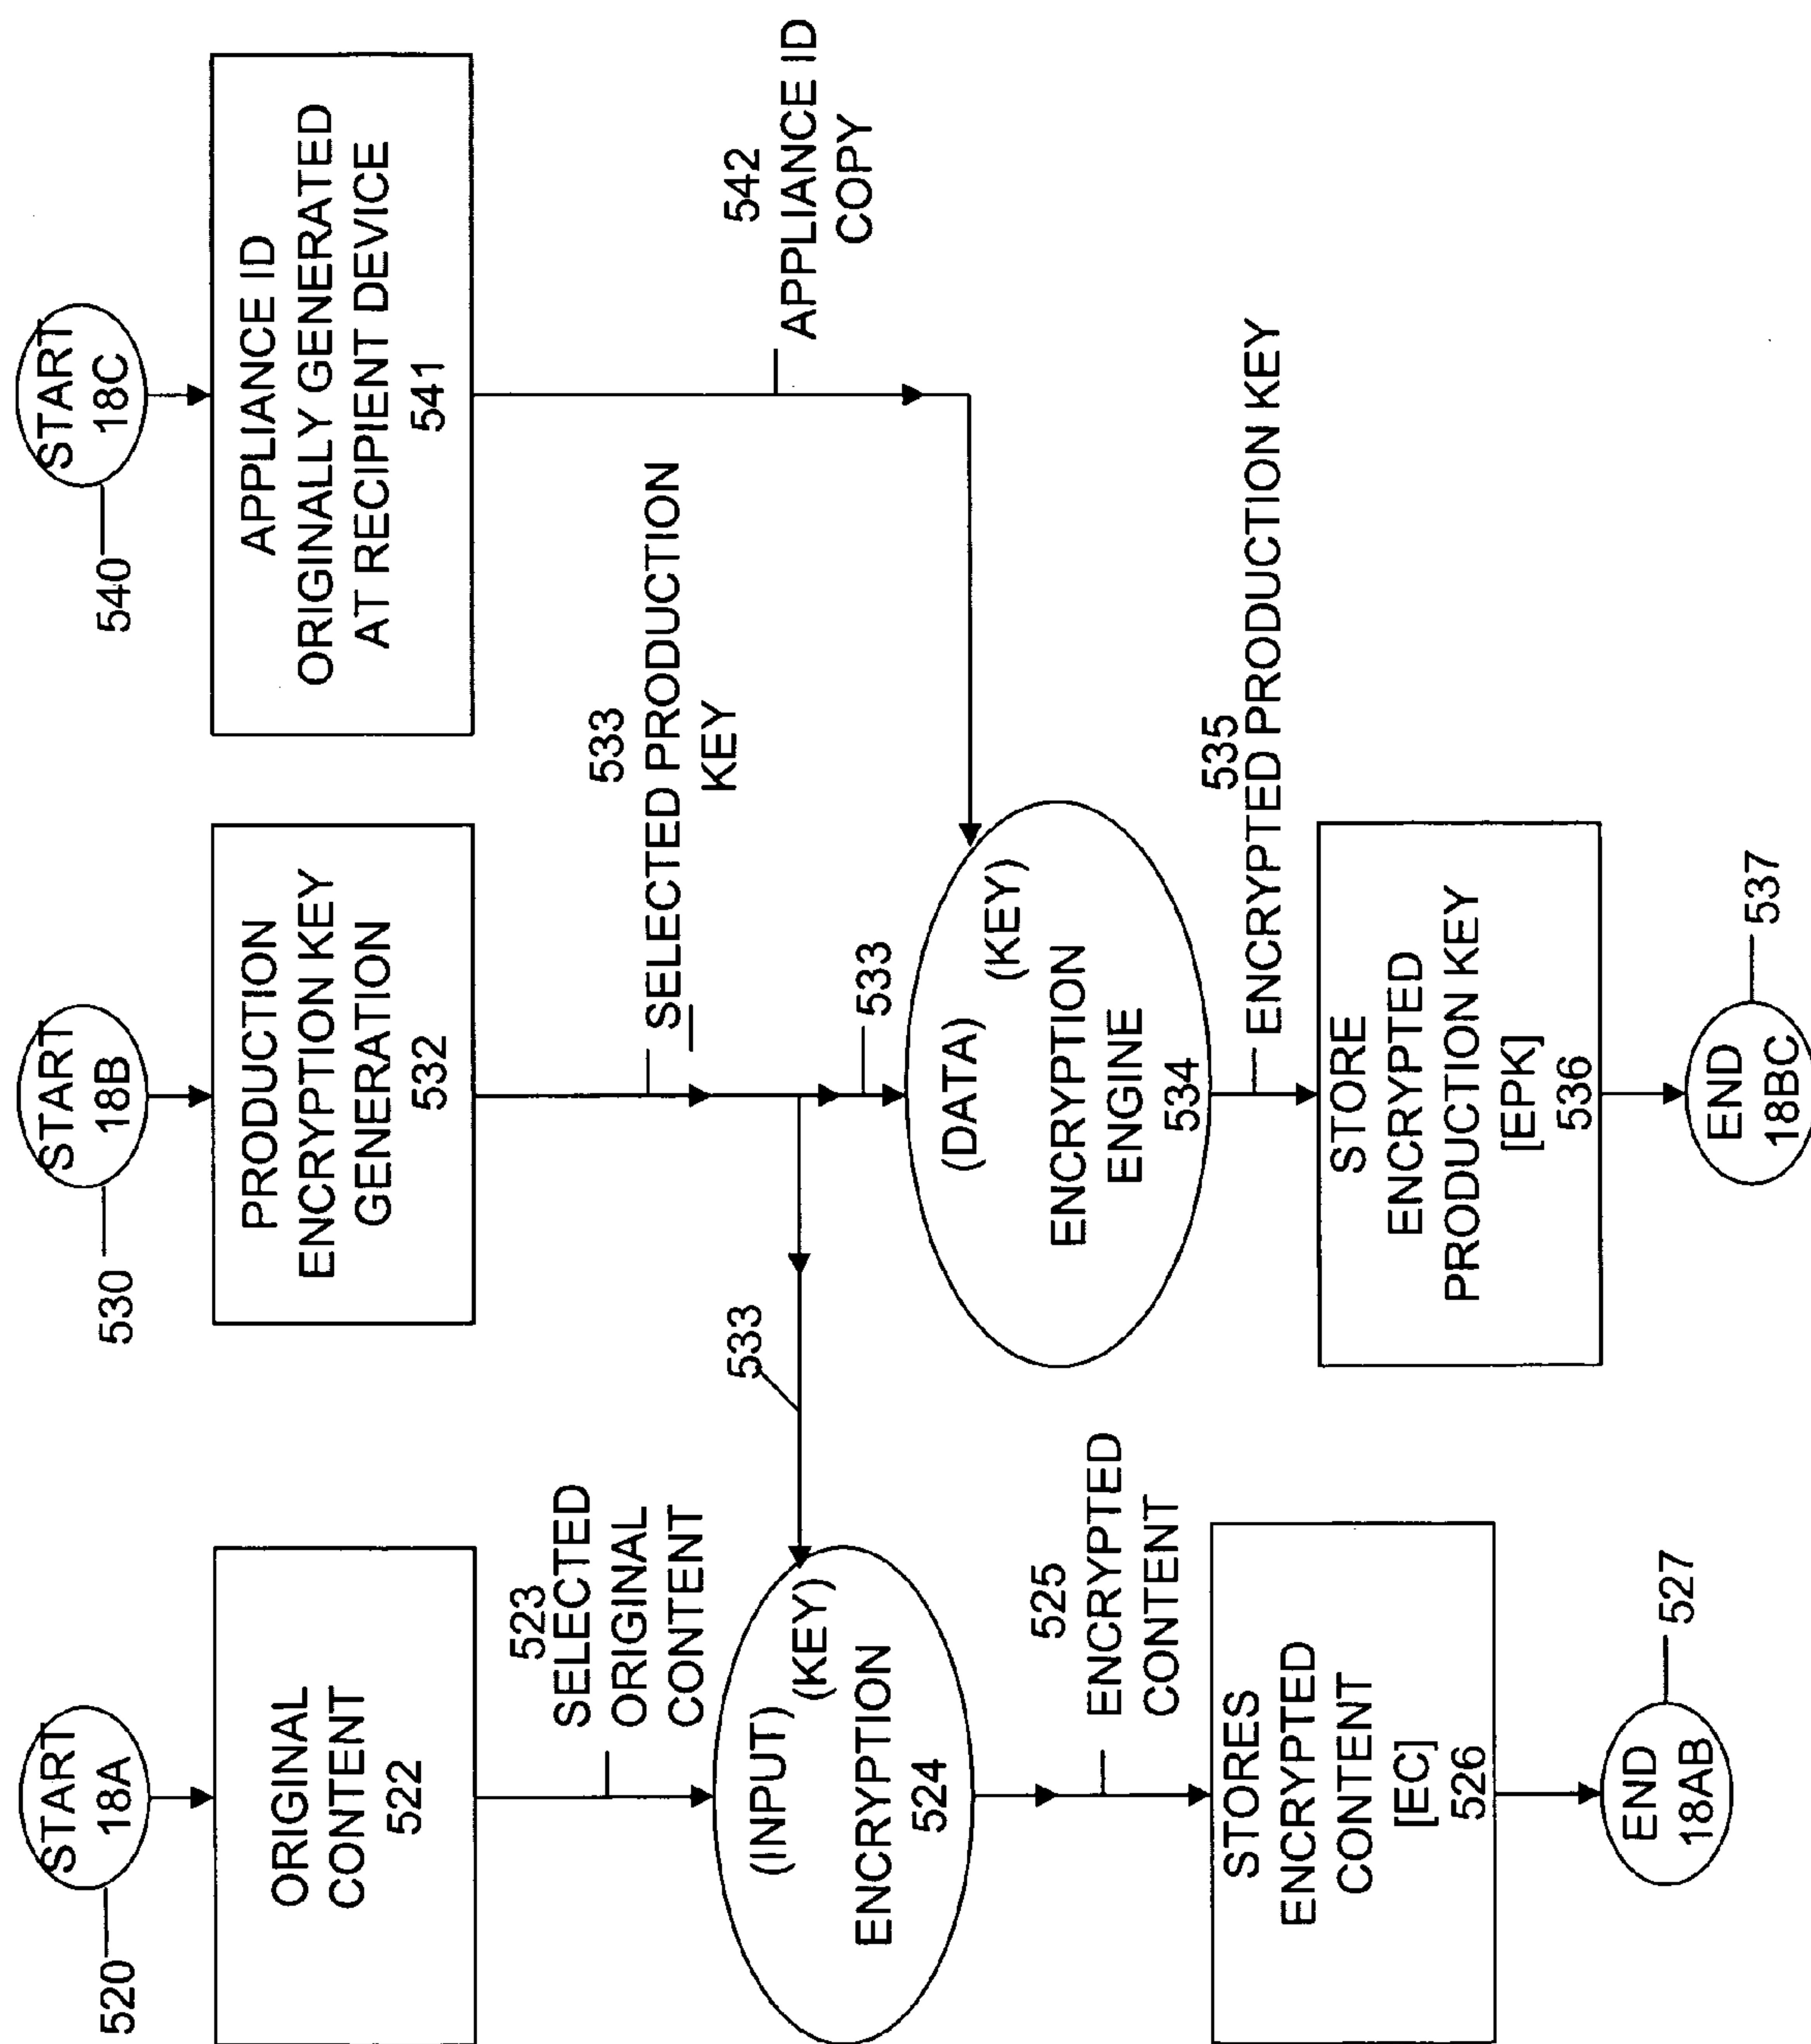 START
18A
520
ORIGINAL
CONTENT
522
523
SELECTED
ORIGINAL
CONTENT
(INPUT)
(KEY)
ENCRYPTION
524
525
ENCRYPTED
CONTENT
STORES
ENCRYPTED
CONTENT
[EC]
526
527
END
18AB
START
18B
530
PRODUCTION
ENCRYPTION KEY
GENERATION
532
533
SELECTED PRODUCTION
KEY
533
533
(DATA)
(KEY)
ENCRYPTION
ENGINE
534
535
ENCRYPTED PRODUCTION KEY
STORE
ENCRYPTED
PRODUCTION KEY
[EPK]
536
537
END
18BC
START
18C
540
APPLIANCE ID
ORIGINALLY GENERATED
AT RECIPIENT DEVICE
541
542
APPLIANCE ID
COPY